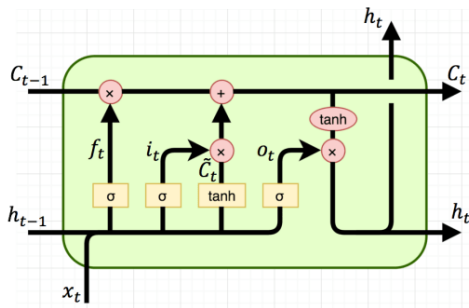 h_t
C_{t-1} × + C_t
tanh
f_t i_t × o_t ×
C̃_t
σ σ tanh σ
h_{t-1} h_t
x_t